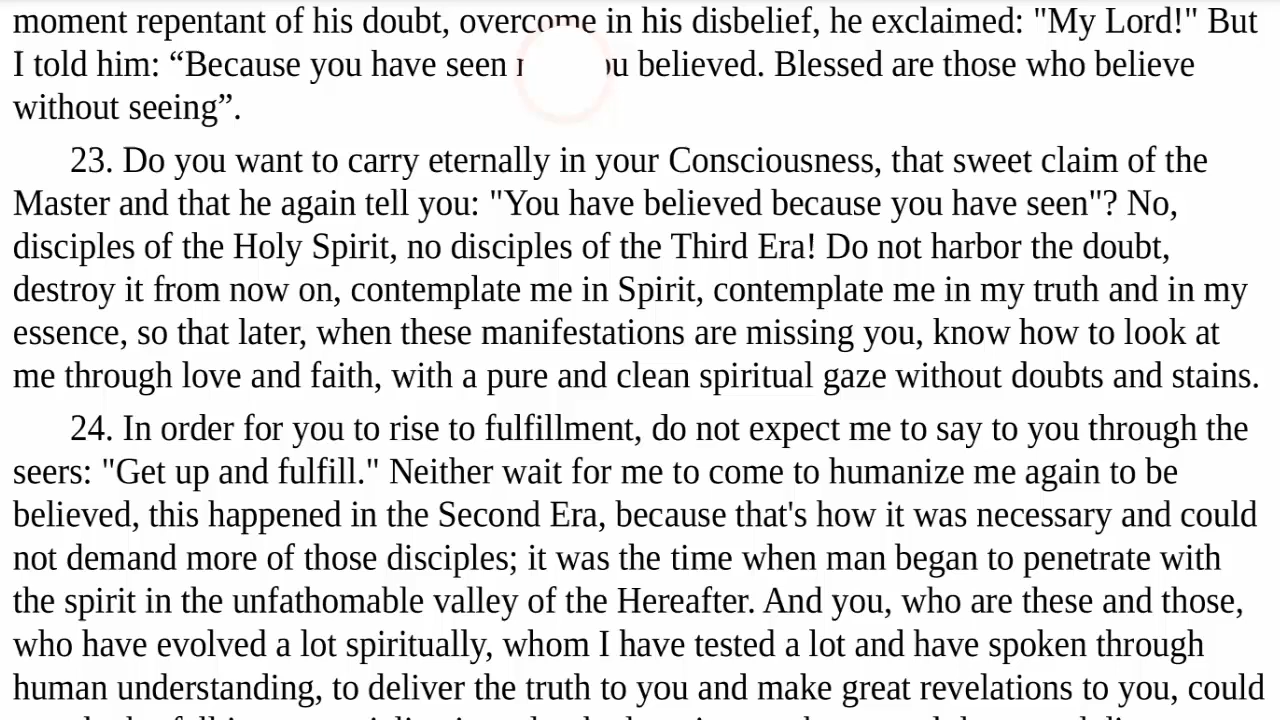 moment repentant of his doubt, overcome in his disbelief, he exclaimed: "My Lord!" But
I told him: “Because you have seen believed. Blessed are those who believe
without seeing”.
23. Do you want to carry eternally in your Consciousness, that sweet claim of the
Master and that he again tell you: "You have believed because you have seen"? No,
disciples of the Holy Spirit, no disciples of the Third Era! Do not harbor the doubt,
destroy it from now on, contemplate me in Spirit, contemplate me in my truth and in my
essence, so that later, when these manifestations are missing you, know how to look at
me through love and faith, with a pure and clean spiritual gaze without doubts and stains.
24. In order for you to rise to fulfillment, do not expect me to say to you through the
seers: "Get up and fulfill." Neither wait for me to come to humanize me again to be
believed, this happened in the Second Era, because that's how it was necessary and could
not demand more of those disciples; it was the time when man began to penetrate with
the spirit in the unfathomable valley of the Hereafter. And you, who are these and those,
who have evolved a lot spiritually, whom I have tested a lot and have spoken through
human understanding, to deliver the truth to you and make great revelations to you, could